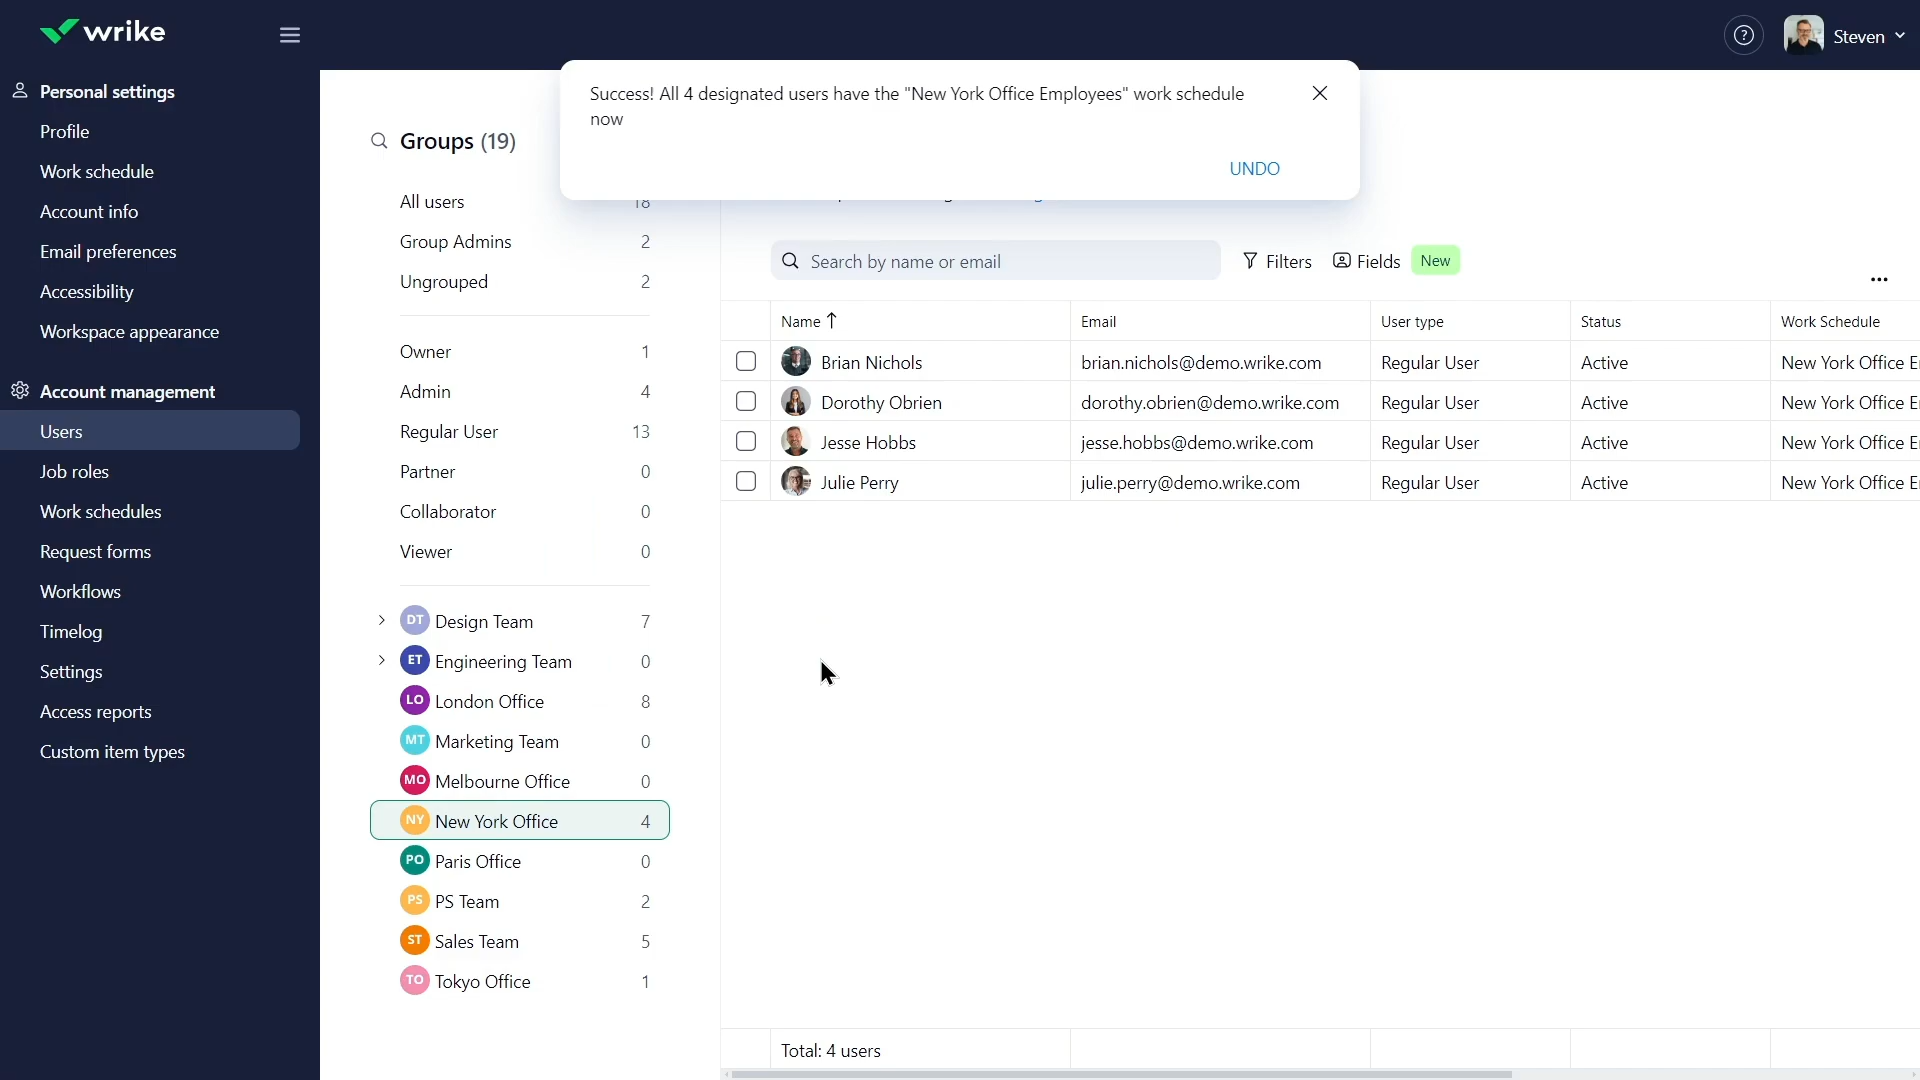 wrike
Steven
Personal settings
Profile
Work schedule
Account info
Email preferences
Accessibility
Workspace appearance
Account management
Users
Job roles
Work schedules
Request forms
Workflows
Timelog
Settings
Access reports
Custom item types
Success! All 4 designated users have the "New York Office Employees" work schedule
now
UNDO
Groups (19)
All users 18
Group Admins 2
Ungrouped 2
Owner 1
Admin 4
Regular User 13
Partner 0
Collaborator 0
Viewer 0
DT Design Team 7
ET Engineering Team 0
LO London Office 8
MT Marketing Team 0
MO Melbourne Office 0
NY New York Office 4
PO Paris Office 0
PS PS Team 2
ST Sales Team 5
TO Tokyo Office 1
Search by name or email Filters Fields New
Name Email User type Status Work Schedule
Brian Nichols brian.nichols@demo.wrike.com Regular User Active New York Office E
Dorothy Obrien dorothy.obrien@demo.wrike.com Regular User Active New York Office E
Jesse Hobbs jesse.hobbs@demo.wrike.com Regular User Active New York Office E
Julie Perry julie.perry@demo.wrike.com Regular User Active New York Office E
Total: 4 users